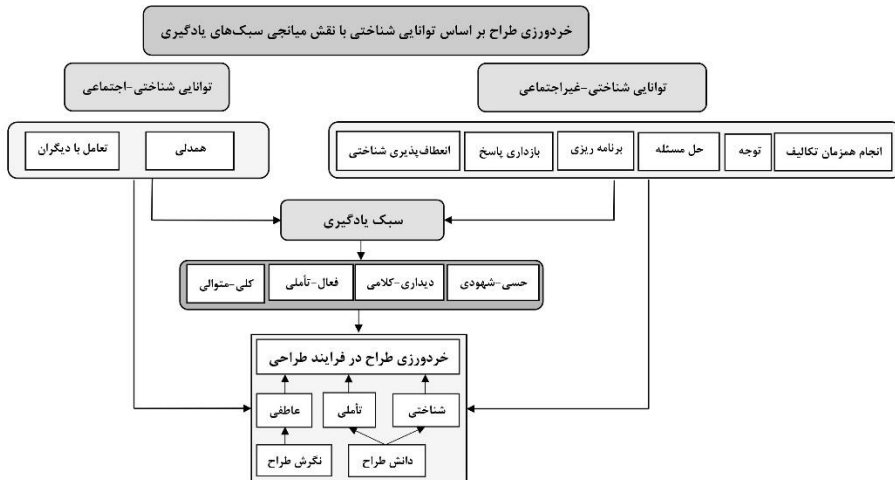 خردورزی طراح بر اساس توانایی شناختی با نقش میانجی سبک‌های یادگیری
توانایی شناختی-غیراجتماعی
توانایی شناختی-اجتماعی
انجام همزمان تکالیف
توجه
حل مسئله
برنامه ریزی
بازداری پاسخ
انعطاف‌پذیری شناختی
همدلی
تعامل با دیگران
سبک یادگیری
حسی-شهودی
دیداری-کلامی
فعال-تأملی
کلی-متوالی
خردورزی طراح در فرایند طراحی
شناختی
تأملی
عاطفی
دانش طراح
نگرش طراح